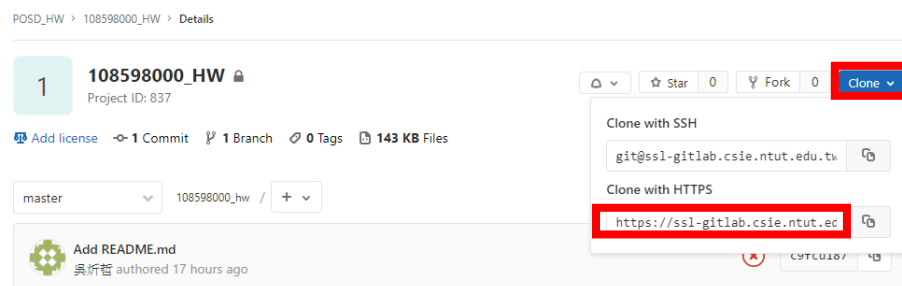 POSD_HW > 108598000_HW > Details
1
108598000_HW
Project ID: 837
Star 0
Fork 0
Clone
Add license
1 Commit
1 Branch
0 Tags
143 KB Files
Clone with SSH
git@ssl-gitlab.csie.ntut.edu.tw
Clone with HTTPS
https://ssl-gitlab.csie.ntut.ed
master
108598000_hw / +
Add README.md
吳炘哲 authored 17 hours ago
c9fcd187